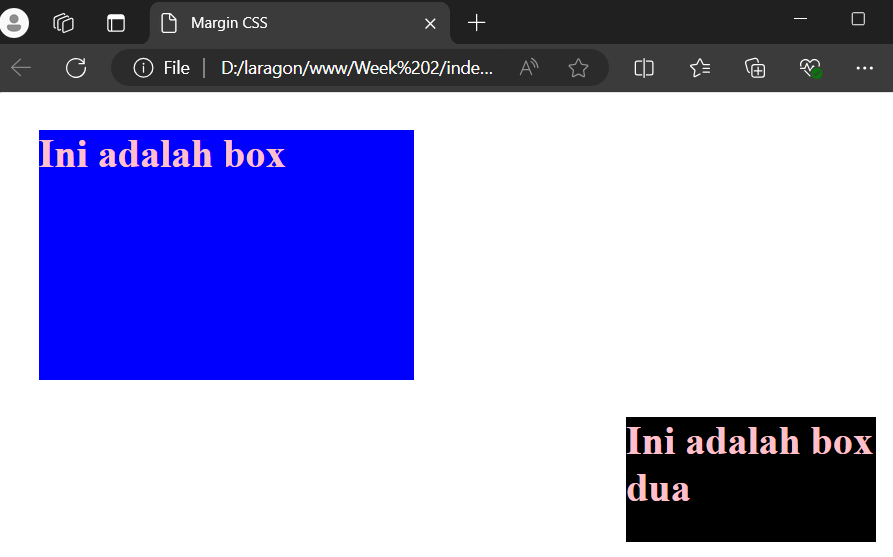 Margin CSS
File D:/laragon/www/Week%202/inde...
Ini adalah box
Ini adalah box
dua